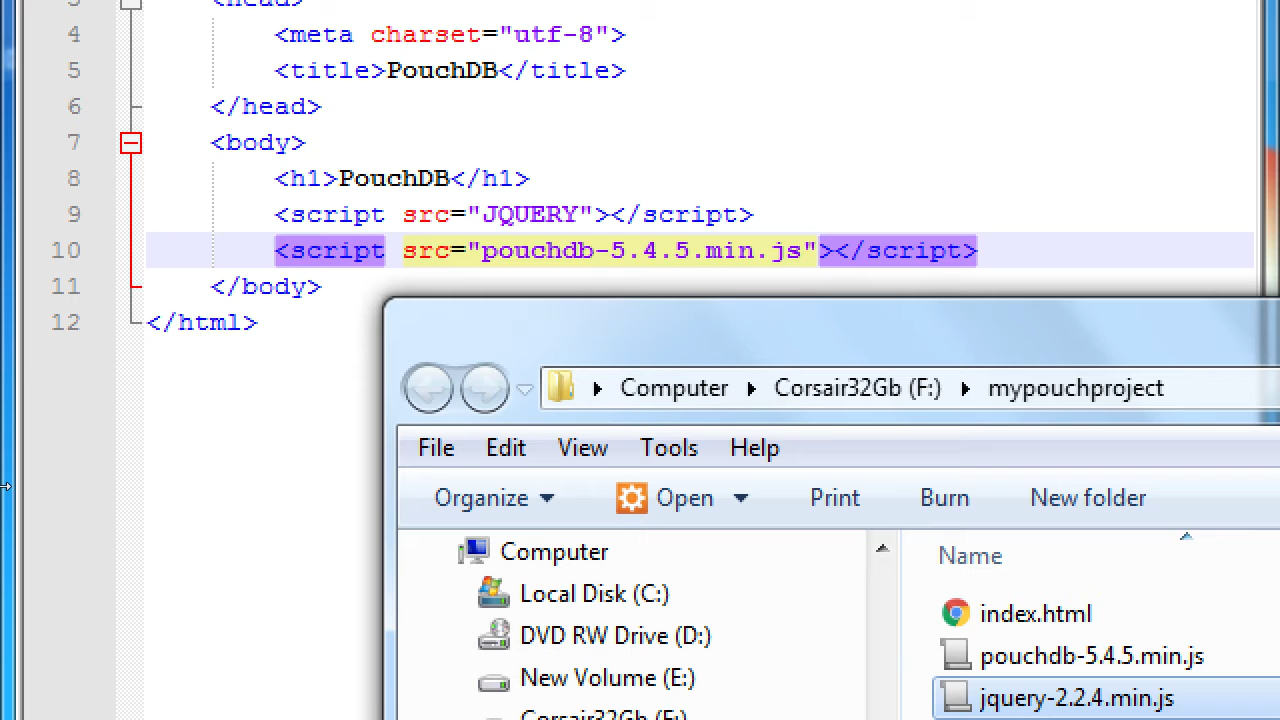 3 <head>
4 <meta charset="utf-8">
5 <title>PouchDB</title>
6 </head>
7 <body>
8 <h1>PouchDB</h1>
9 <script src="JQUERY"></script>
10 <script src="pouchdb-5.4.5.min.js"></script>
11 </body>
12 </html>
Computer Corsair32Gb (F:) mypouchproject
File Edit View Tools Help
Organize Open Print Burn New folder
Computer
Local Disk (C:)
DVD RW Drive (D:)
New Volume (E:)
Corsair32Gb (F:)
Name
index.html
pouchdb-5.4.5.min.js
jquery-2.2.4.min.js